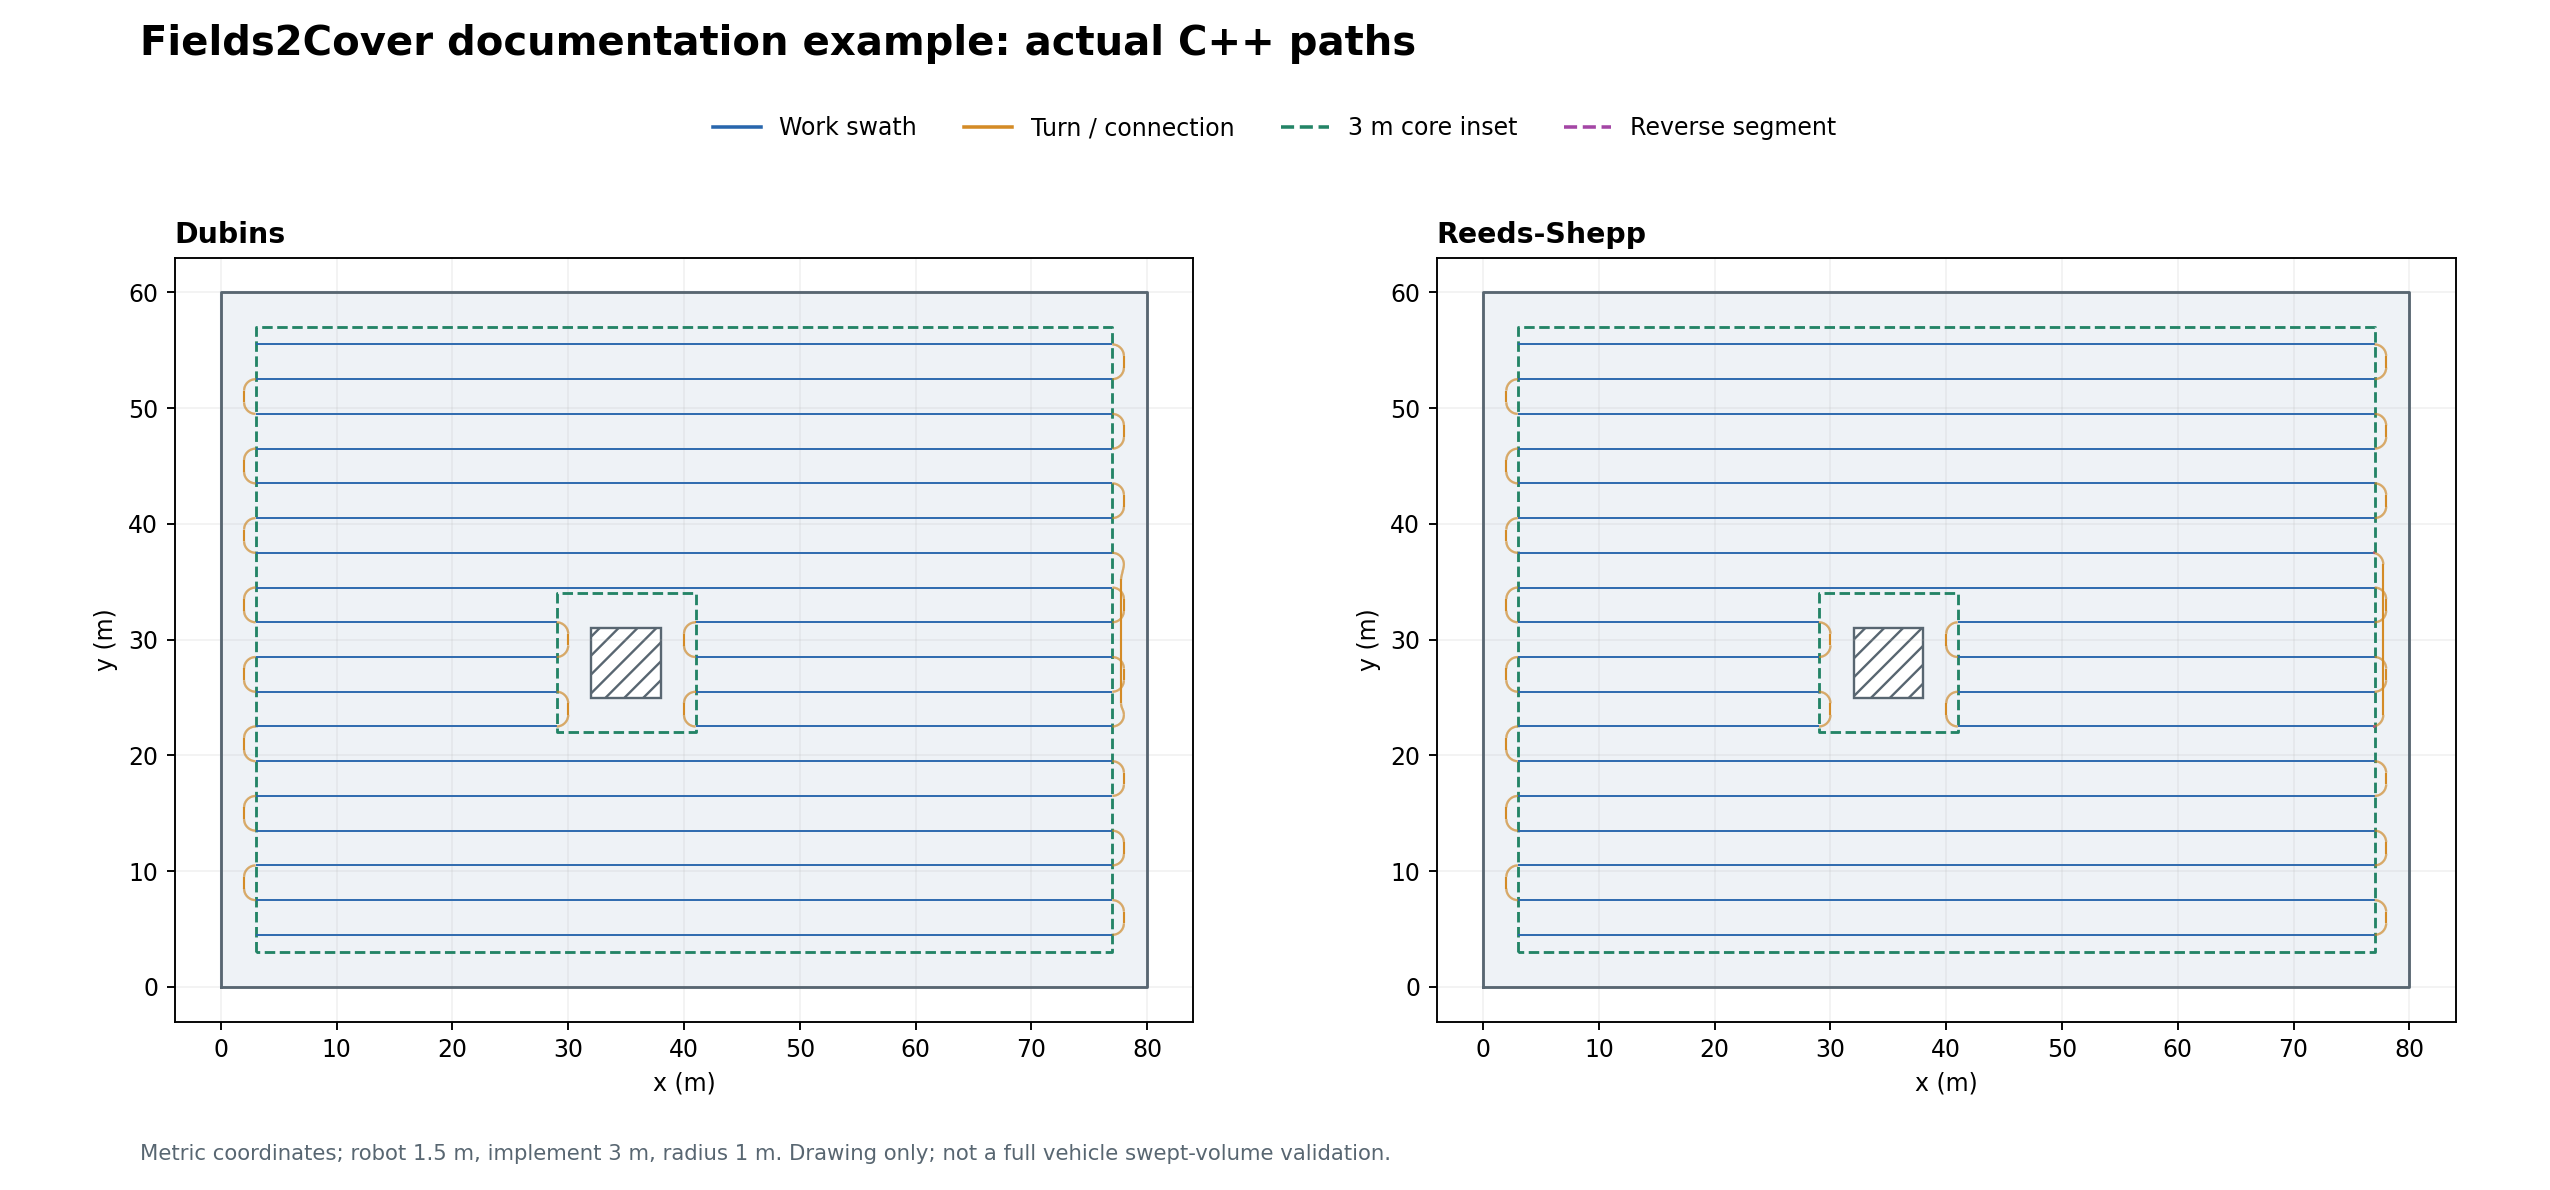 Fields2Cover documentation example: actual C++ paths
Work swath
Turn / connection
3 m core inset
Reverse segment
Dubins
60
50
40
30
20
10
0
y (m)
0 10 20 30 40 50 60 70 80
x (m)
Reeds-Shepp
60
50
40
30
20
10
0
y (m)
0 10 20 30 40 50 60 70 80
x (m)
Metric coordinates; robot 1.5 m, implement 3 m, radius 1 m. Drawing only; not a full vehicle swept-volume validation.